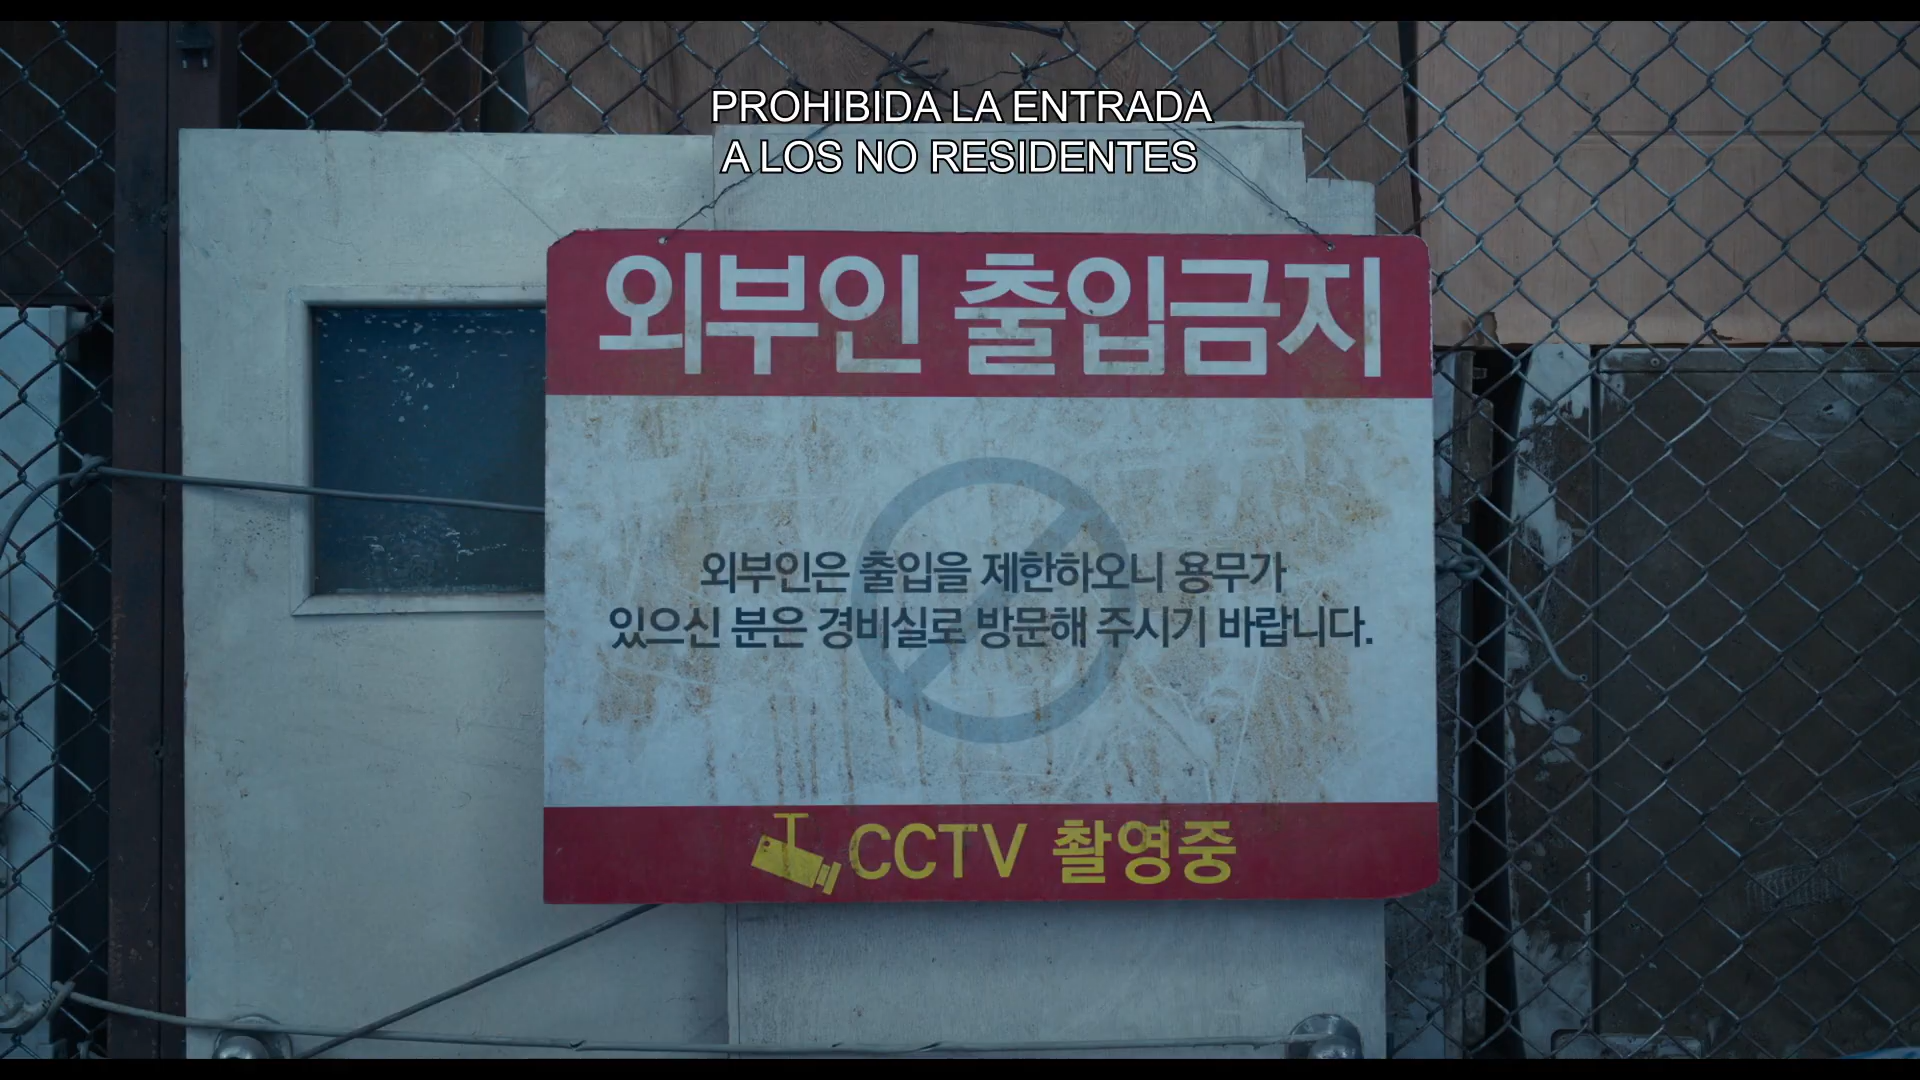 PROHIBIDA LA ENTRADA
A LOS NO RESIDENTES
외부인 출입금지
외부인은 출입을 제한하오니 용무가
있으신 분은 경비실로 방문해 주시기 바랍니다.
CCTV 촬영중